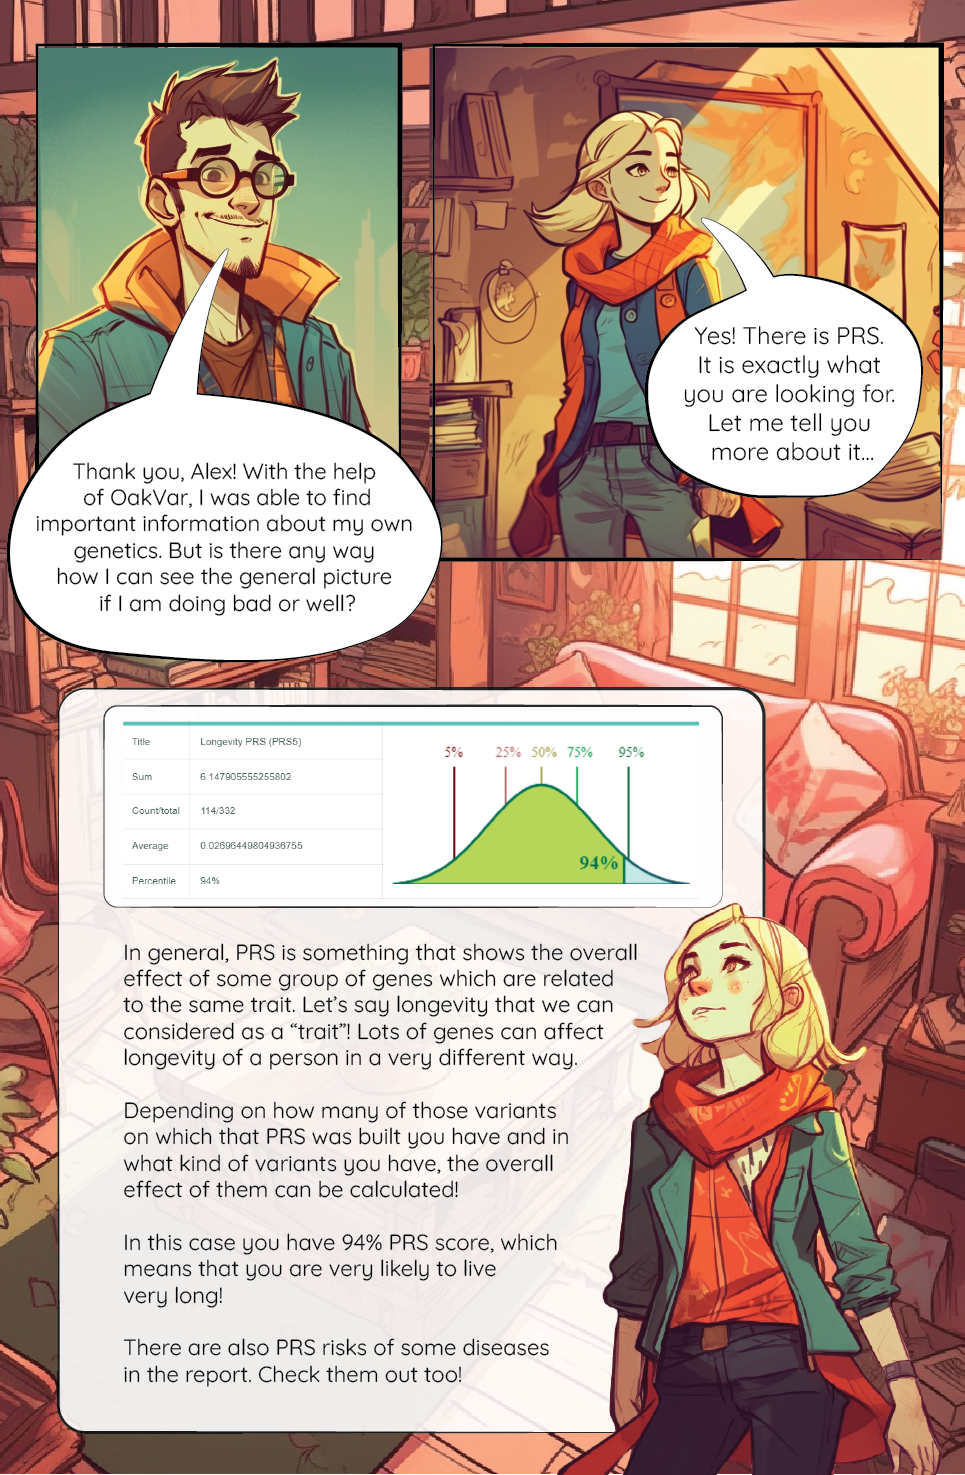 Thank you, Alex! With the help
of OakVar, I was able to find
important information about my own
genetics. But is there any way
how I can see the general picture
if I am doing bad or well?
Yes! There is PRS.
It is exactly what
you are looking for.
Let me tell you
more about it...
Title Longevity PRS (PRS5)
Sum 6.147905555255802
Count/total 114/332
Average 0.02696449804936755
Percentile 94%
5% 25% 50% 75% 95%
94%
In general, PRS is something that shows the overall
effect of some group of genes which are related
to the same trait. Let's say longevity that we can
considered as a “trait”! Lots of genes can affect
longevity of a person in a very different way.
Depending on how many of those variants
on which that PRS was built you have and in
what kind of variants you have, the overall
effect of them can be calculated!
In this case you have 94% PRS score, which
means that you are very likely to live
very long!
There are also PRS risks of some diseases
in the report. Check them out too!